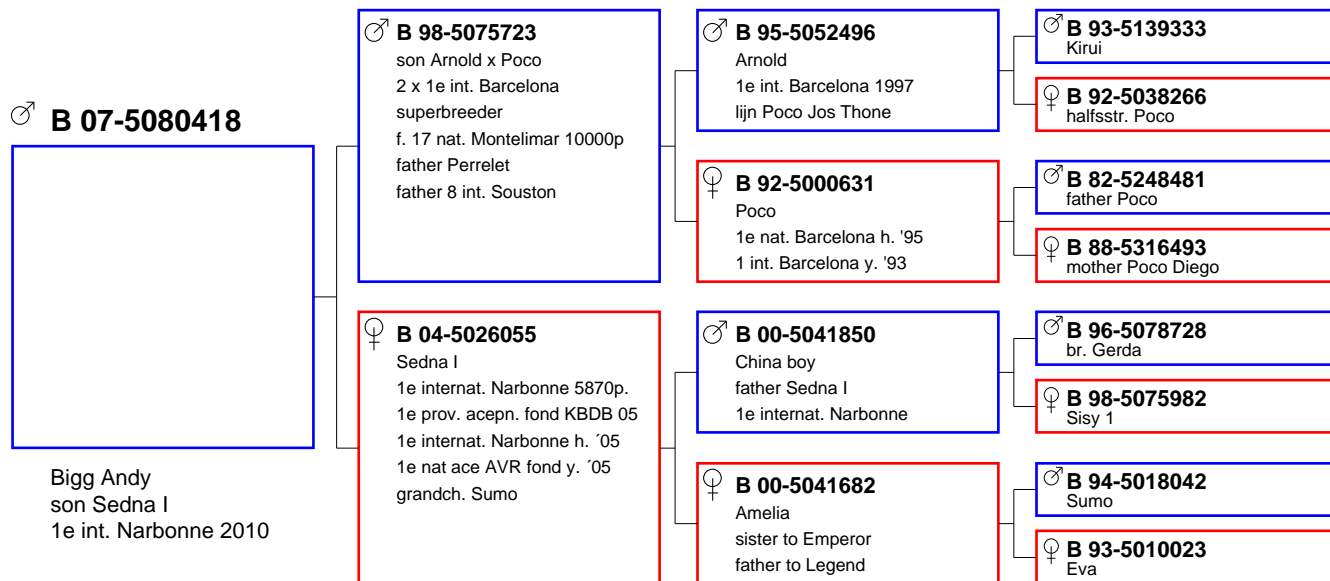 B 07-5080418
Bigg Andy
son Sedna I
1e int. Narbonne 2010
B 98-5075723
son Arnold x Poco
2 x 1e int. Barcelona
superbreeder
f. 17 nat. Montelimar 10000p
father Perrelet
father 8 int. Souston
B 04-5026055
Sedna I
1e internat. Narbonne 5870p.
1e prov. acepn. fond KBDB 05
1e internat. Narbonne h. ´05
1e nat ace AVR fond y. ´05
grandch. Sumo
B 95-5052496
Arnold
1e int. Barcelona 1997
lijn Poco Jos Thone
B 92-5000631
Poco
1e nat. Barcelona h. '95
1 int. Barcelona y. '93
B 00-5041850
China boy
father Sedna I
1e internat. Narbonne
B 00-5041682
Amelia
sister to Emperor
father to Legend
B 93-5139333
Kirui
B 92-5038266
halfsstr. Poco
B 82-5248481
father Poco
B 88-5316493
mother Poco Diego
B 96-5078728
br. Gerda
B 98-5075982
Sisy 1
B 94-5018042
Sumo
B 93-5010023
Eva